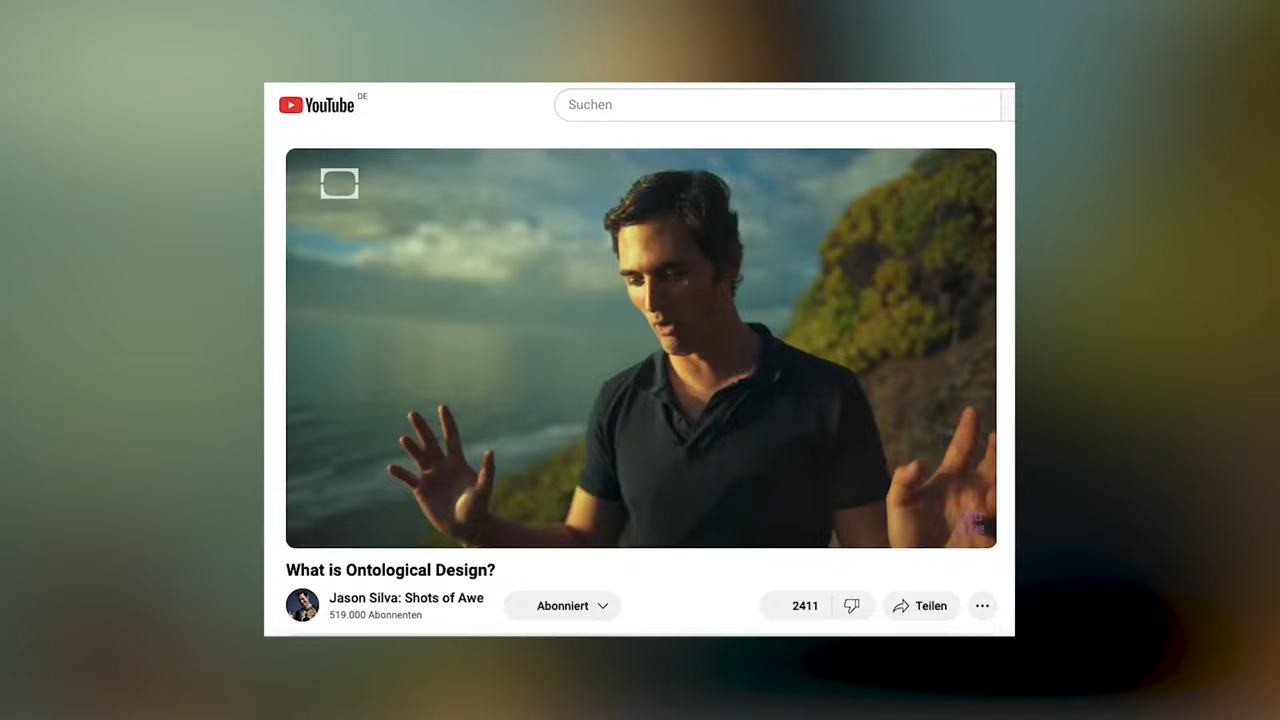 YouTube DE
Suchen
What is Ontological Design?
Jason Silva: Shots of Awe
519.000 Abonnenten
Abonniert
2411
Teilen